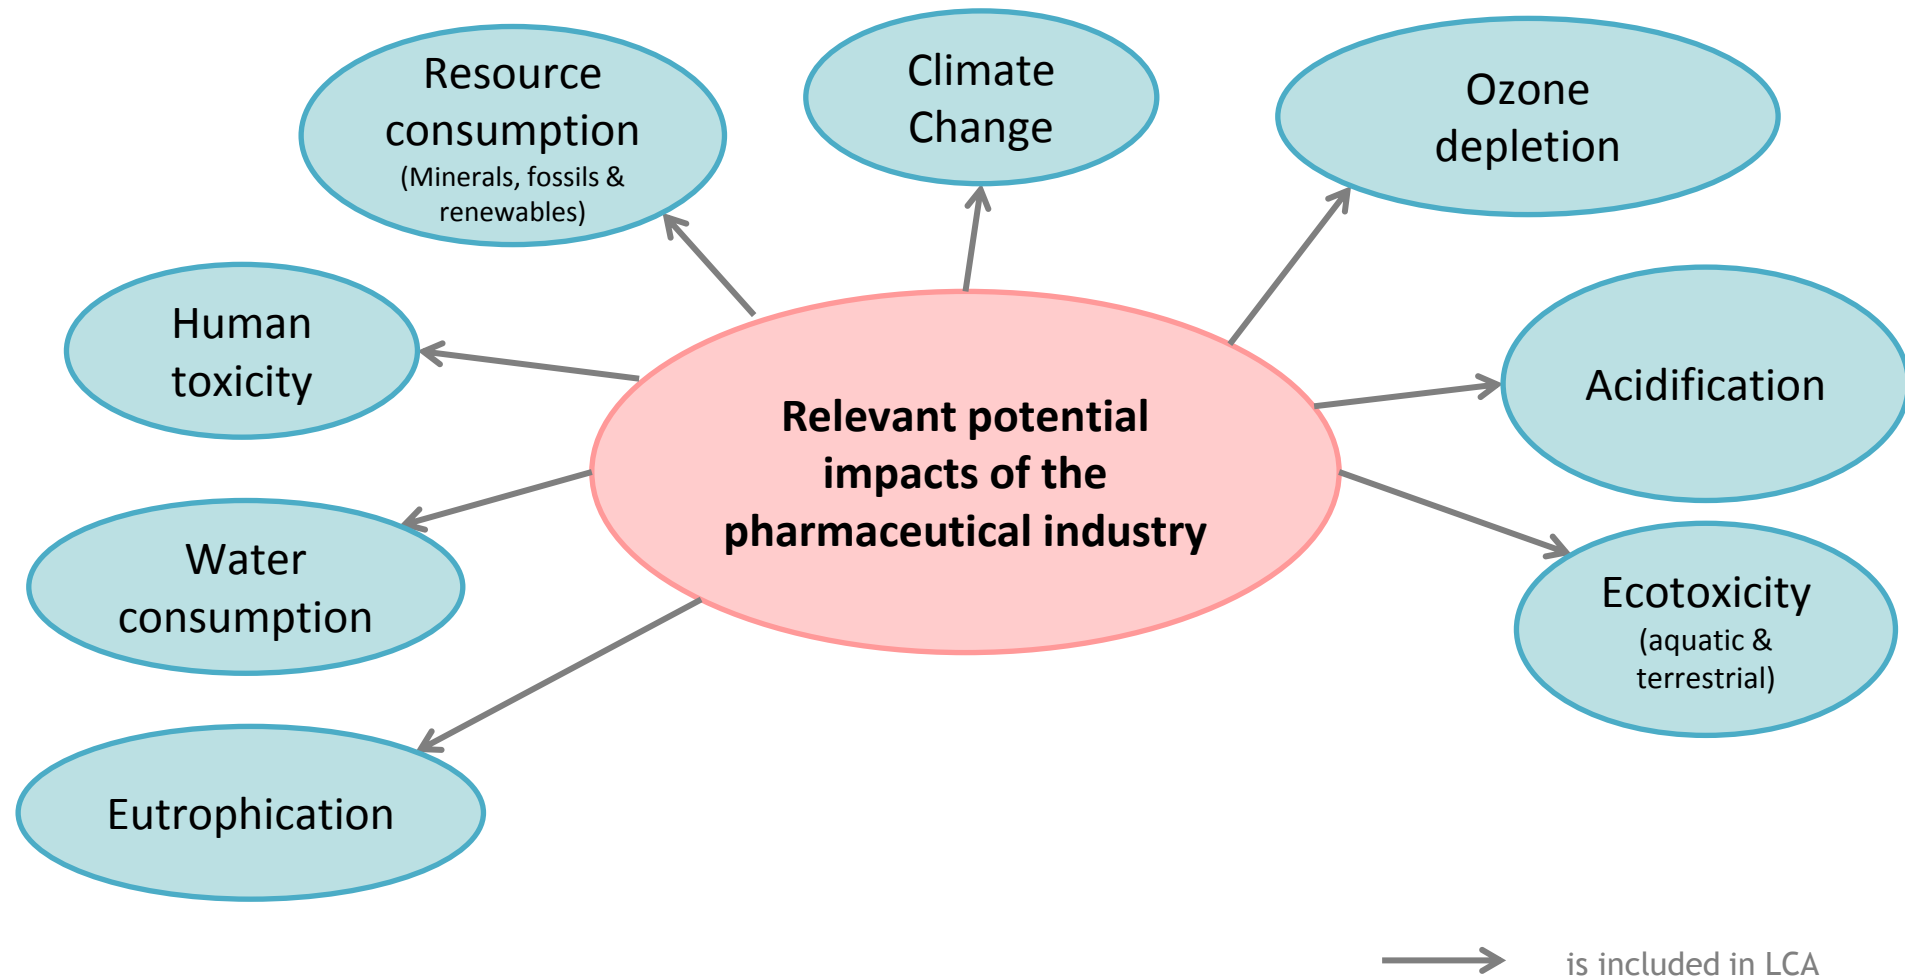 Resource
consumption
(Minerals, fossils &
renewables)
Climate
Change
Ozone
depletion
Human
toxicity
Acidification
Relevant potential
impacts of the
pharmaceutical industry
Water
consumption
Ecotoxicity
(aquatic &
terrestrial)
Eutrophication
is included in LCA